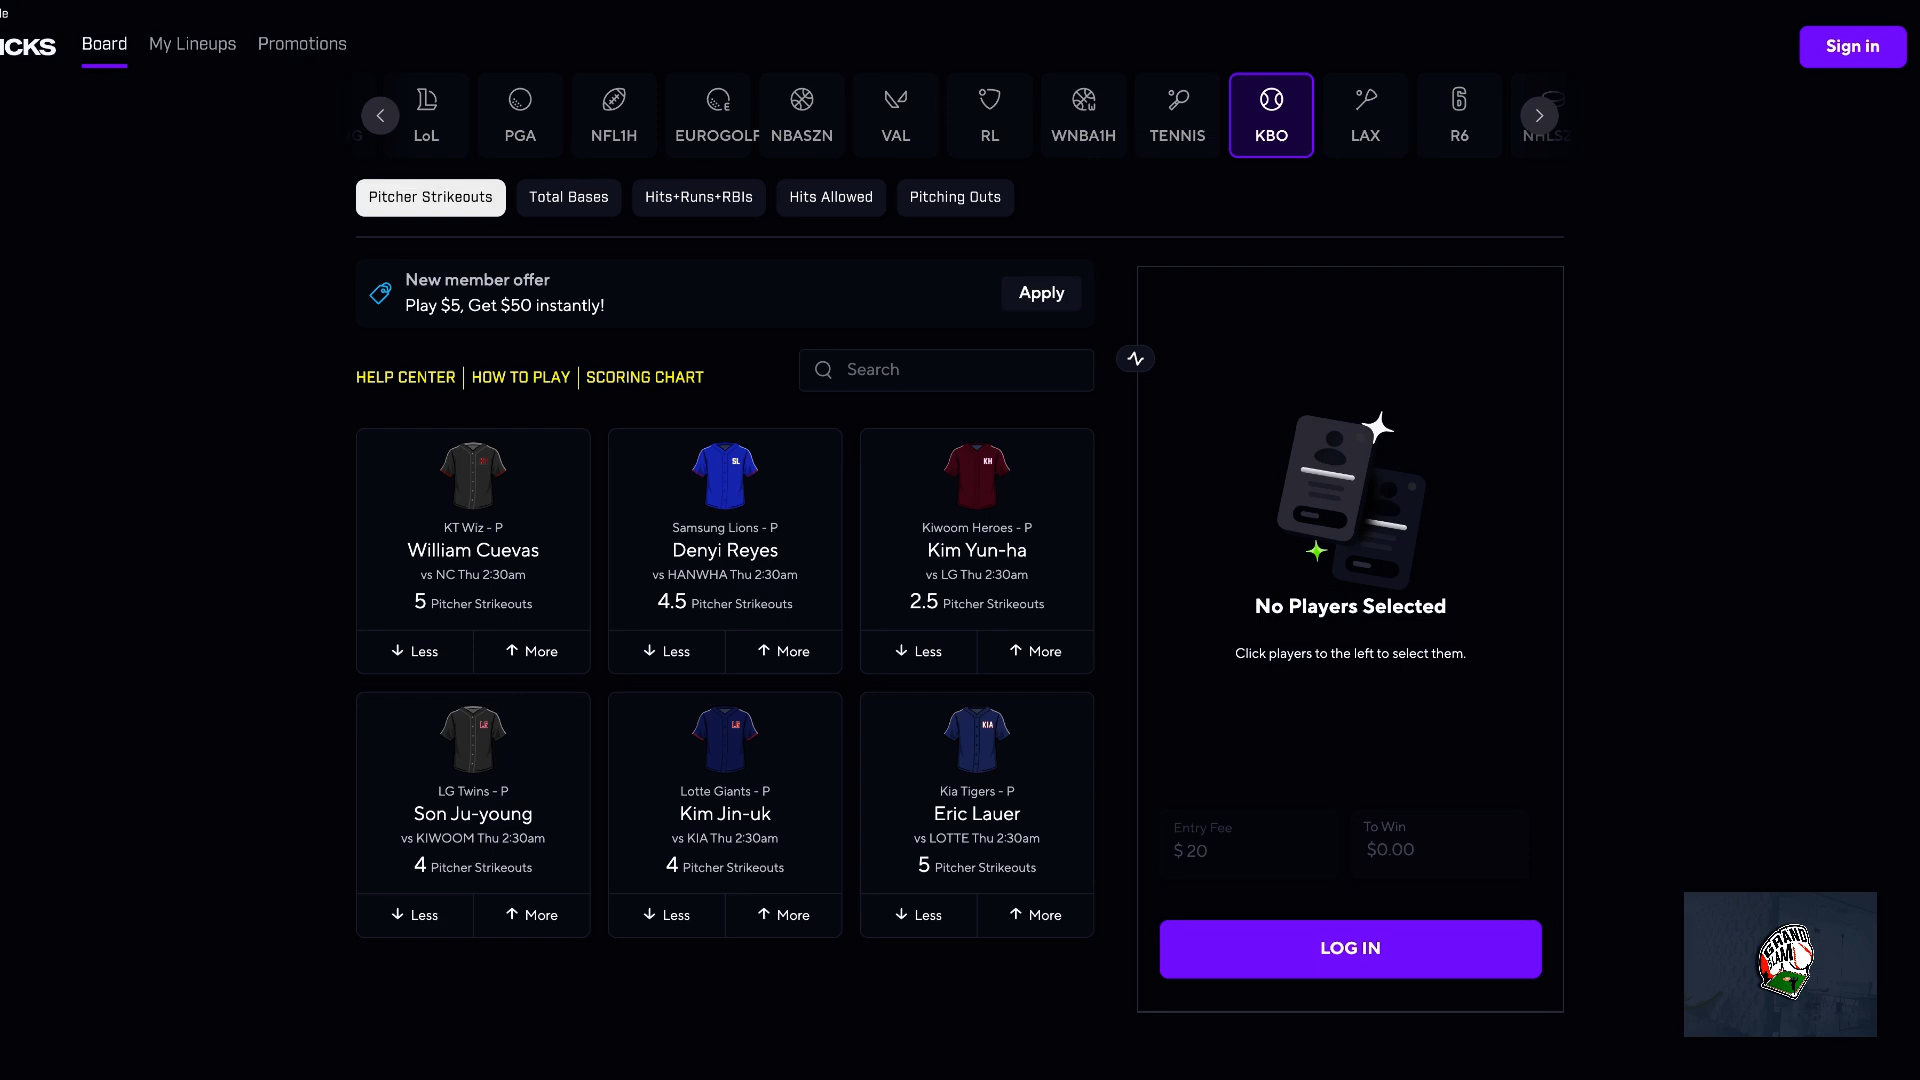 le
ICKS
Board
My Lineups
Promotions
Sign in
G
LoL
PGA
NFL1H
EUROGOLF
NBASZN
VAL
RL
WNBA1H
TENNIS
KBO
LAX
R6
NHLSZ
Pitcher Strikeouts
Total Bases
Hits+Runs+RBIs
Hits Allowed
Pitching Outs
New member offer
Play $5, Get $50 instantly!
Apply
HELP CENTER
HOW TO PLAY
SCORING CHART
Search
KT Wiz - P
William Cuevas
vs NC Thu 2:30am
5 Pitcher Strikeouts
Less
More
SL
Samsung Lions - P
Denyi Reyes
vs HANWHA Thu 2:30am
4.5 Pitcher Strikeouts
Less
More
KH
Kiwoom Heroes - P
Kim Yun-ha
vs LG Thu 2:30am
2.5 Pitcher Strikeouts
Less
More
LG Twins - P
Son Ju-young
vs KIWOOM Thu 2:30am
4 Pitcher Strikeouts
Less
More
Lotte Giants - P
Kim Jin-uk
vs KIA Thu 2:30am
4 Pitcher Strikeouts
Less
More
KIA
Kia Tigers - P
Eric Lauer
vs LOTTE Thu 2:30am
5 Pitcher Strikeouts
Less
More
No Players Selected
Click players to the left to select them.
Entry Fee
$ 20
To Win
$0.00
LOG IN
GRAND
SLAM